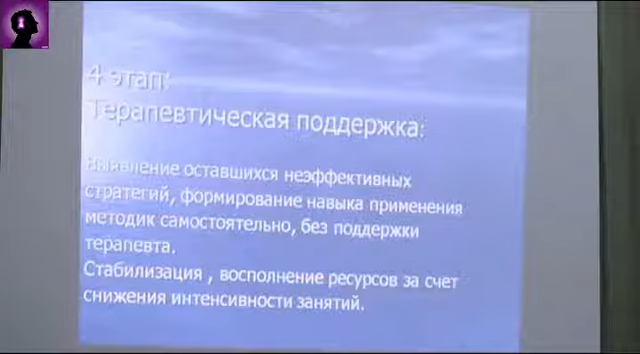 4 этап:
Терапевтическая поддержка:
Выявление оставшихся неэффективных
стратегий, формирование навыка применения
методик самостоятельно, без поддержки
терапевта.
Стабилизация , восполнение ресурсов за счет
снижения интенсивности занятий.